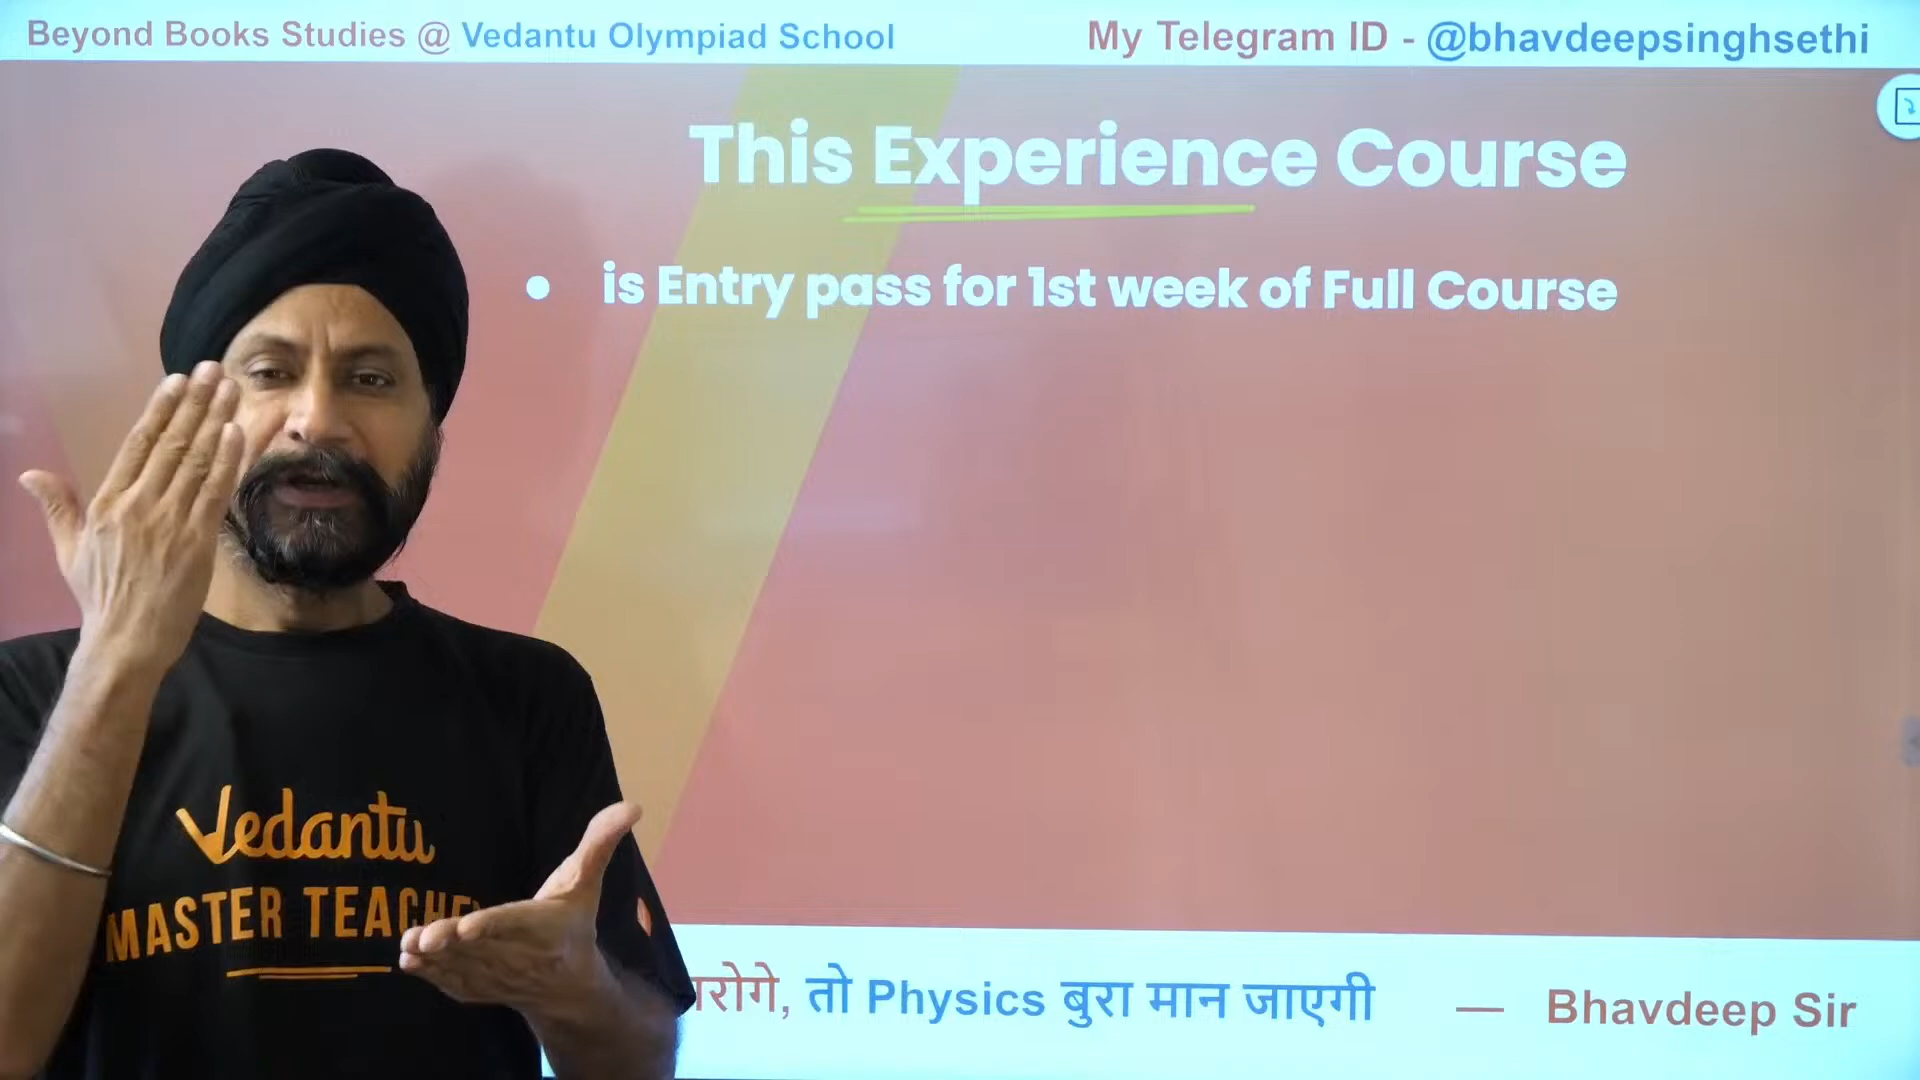 Beyond Books Studies @ Vedantu Olympiad School
My Telegram ID - @bhavdeepsinghsethi
This Experience Course
• is Entry pass for 1st week of Full Course
Vedantu
MASTER TEACHE
तो Physics बुरा मान जाएगी — Bhavdeep Sir